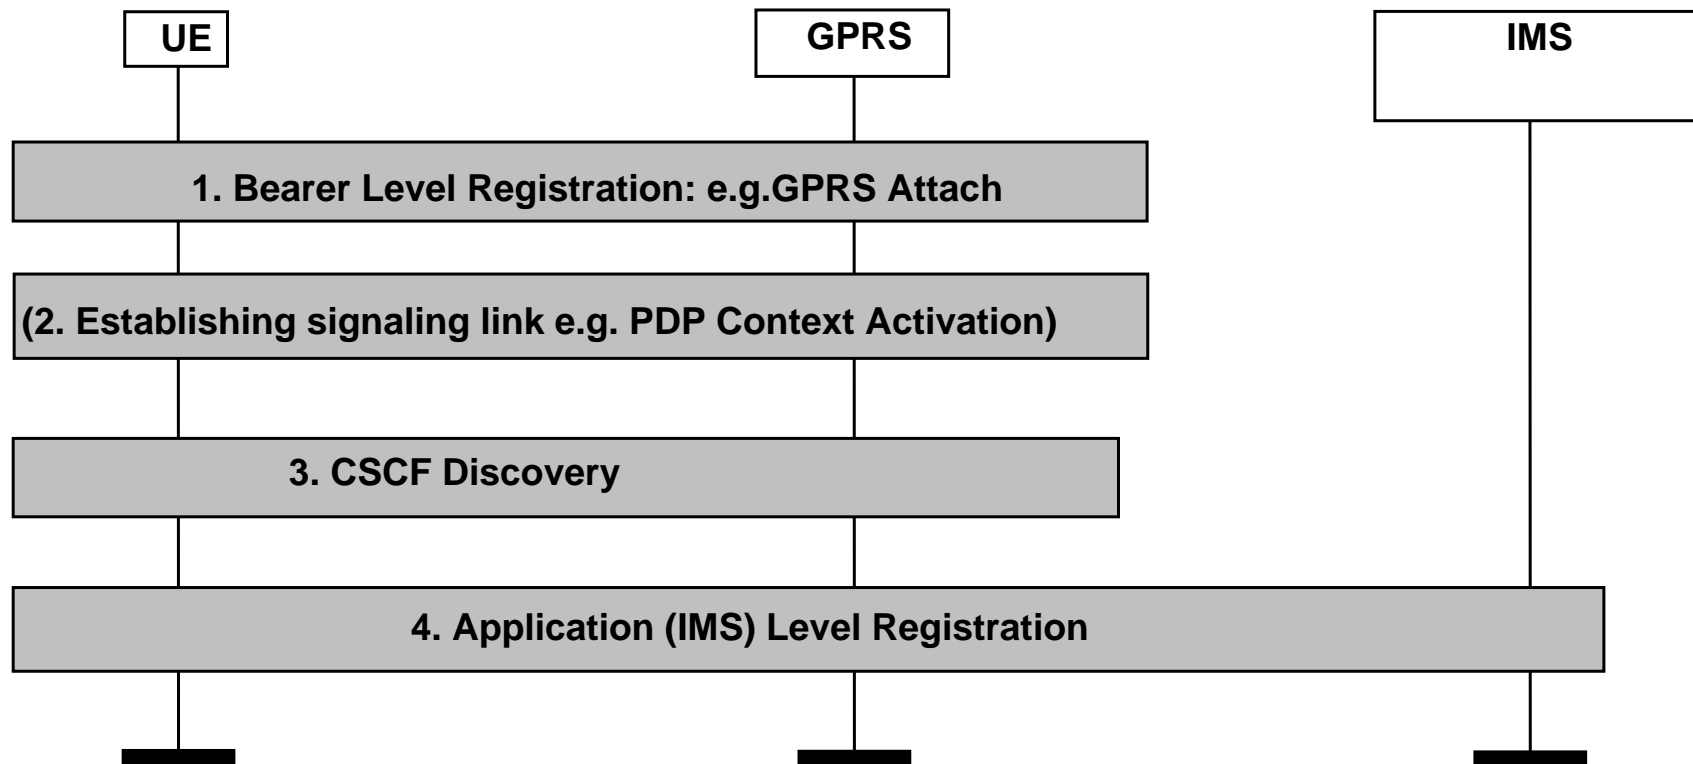 UE
GPRS
IMS
1. Bearer Level Registration: e.g.GPRS Attach
(2. Establishing signaling link e.g. PDP Context Activation)
3. CSCF Discovery
4. Application (IMS) Level Registration